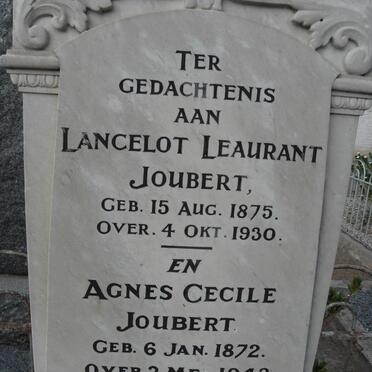 TER
GEDACHTENIS
AAN
LANCELOT LEAURANT
JOUBERT,
GEB. 15 AUG. 1875.
OVER. 4 OKT. 1930.
EN
AGNES CECILE
JOUBERT
GEB. 6 JAN. 1872.
OVER.